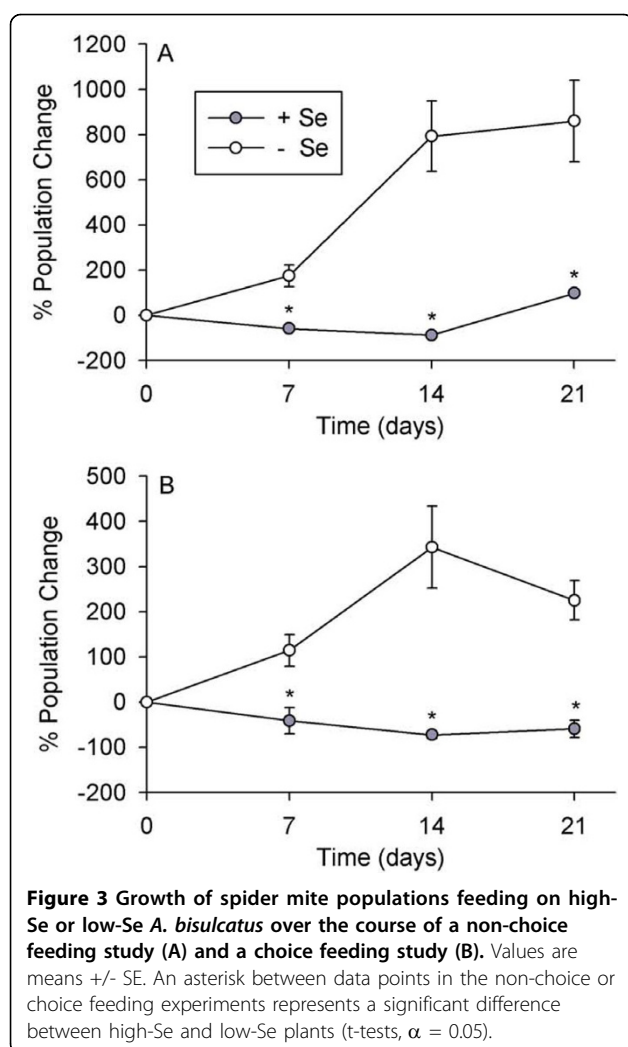 A
+ Se
- Se
% Population Change
1200
1000
800
600
400
200
0
-200
*
*
*
0 7 14 21
Time (days)
B
% Population Change
500
400
300
200
100
0
-100
-200
*
*
*
0 7 14 21
Time (days)
Figure 3 Growth of spider mite populations feeding on high-
Se or low-Se A. bisulcatus over the course of a non-choice
feeding study (A) and a choice feeding study (B). Values are
means +/- SE. An asterisk between data points in the non-choice or
choice feeding experiments represents a significant difference
between high-Se and low-Se plants (t-tests, α = 0.05).